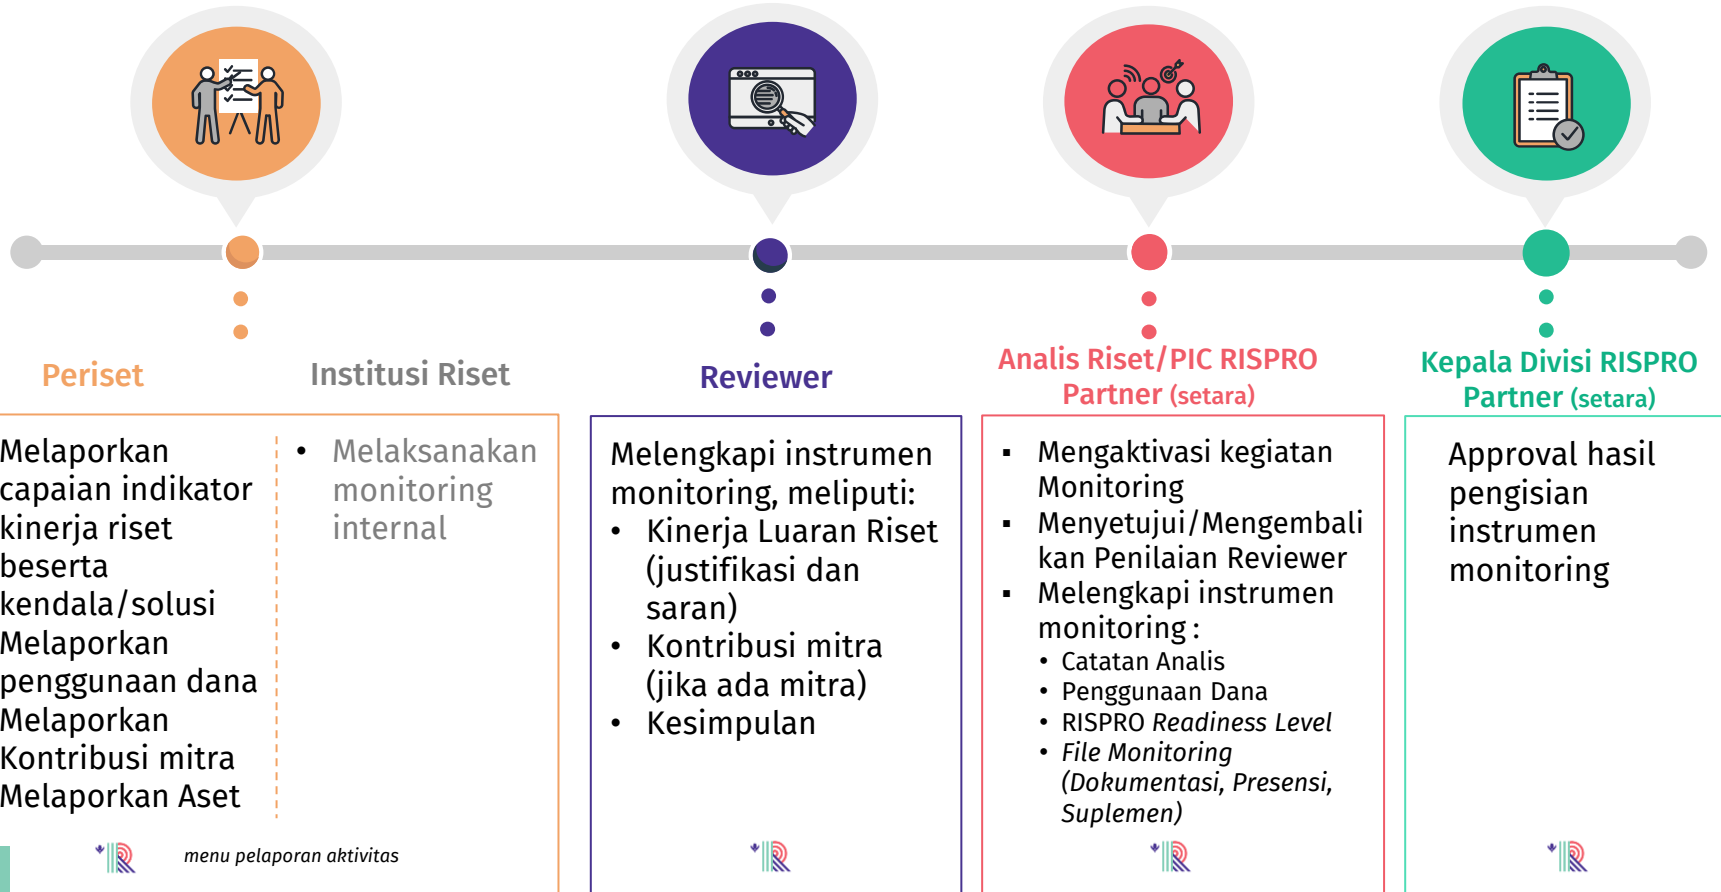 Periset
Institusi Riset
Melaporkan
capaian indikator
kinerja riset
beserta
kendala/solusi
Melaporkan
penggunaan dana
Melaporkan
Kontribusi mitra
Melaporkan Aset
• Melaksanakan
monitoring
internal
menu pelaporan aktivitas
Reviewer
Melengkapi instrumen
monitoring, meliputi:
• Kinerja Luaran Riset
(justifikasi dan
saran)
• Kontribusi mitra
(jika ada mitra)
• Kesimpulan
Analis Riset/PIC RISPRO
Partner (setara)
▪ Mengaktivasi kegiatan
Monitoring
▪ Menyetujui/Mengembali
kan Penilaian Reviewer
▪ Melengkapi instrumen
monitoring :
• Catatan Analis
• Penggunaan Dana
• RISPRO Readiness Level
• File Monitoring
(Dokumentasi, Presensi,
Suplemen)
Kepala Divisi RISPRO
Partner (setara)
Approval hasil
pengisian
instrumen
monitoring